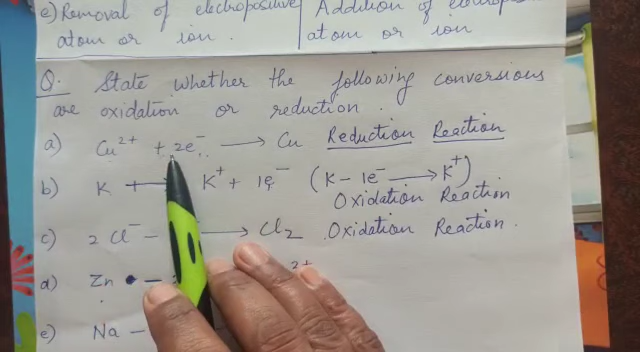 e) Removal of electropositive atom or ion.
Addition of atom or ion
Q. State whether the following conversions
are oxidation or reduction.
a) Cu²⁺ + 2e⁻ ⟶ Cu Reduction Reaction
b) K ⟶ K⁺ + 1e⁻ (K – 1e⁻ ⟶ K⁺)
Oxidation Reaction
c) 2Cl⁻ – ⟶ Cl₂. Oxidation Reaction.
d) Zn – 2+
e) Na –